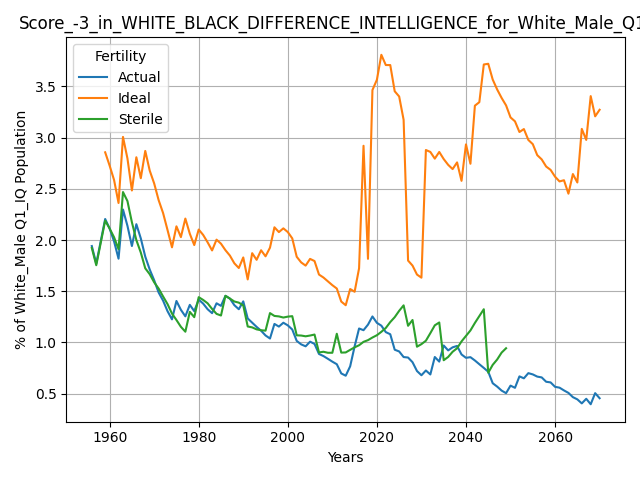 Score_-3_in_WHITE_BLACK_DIFFERENCE_INTELLIGENCE_for_White_Male_Q1
Fertility
Actual
Ideal
Sterile
% of White_Male Q1_IQ Population
3.5
3.0
2.5
2.0
1.5
1.0
0.5
1960
1980
2000
2020
2040
2060
Years